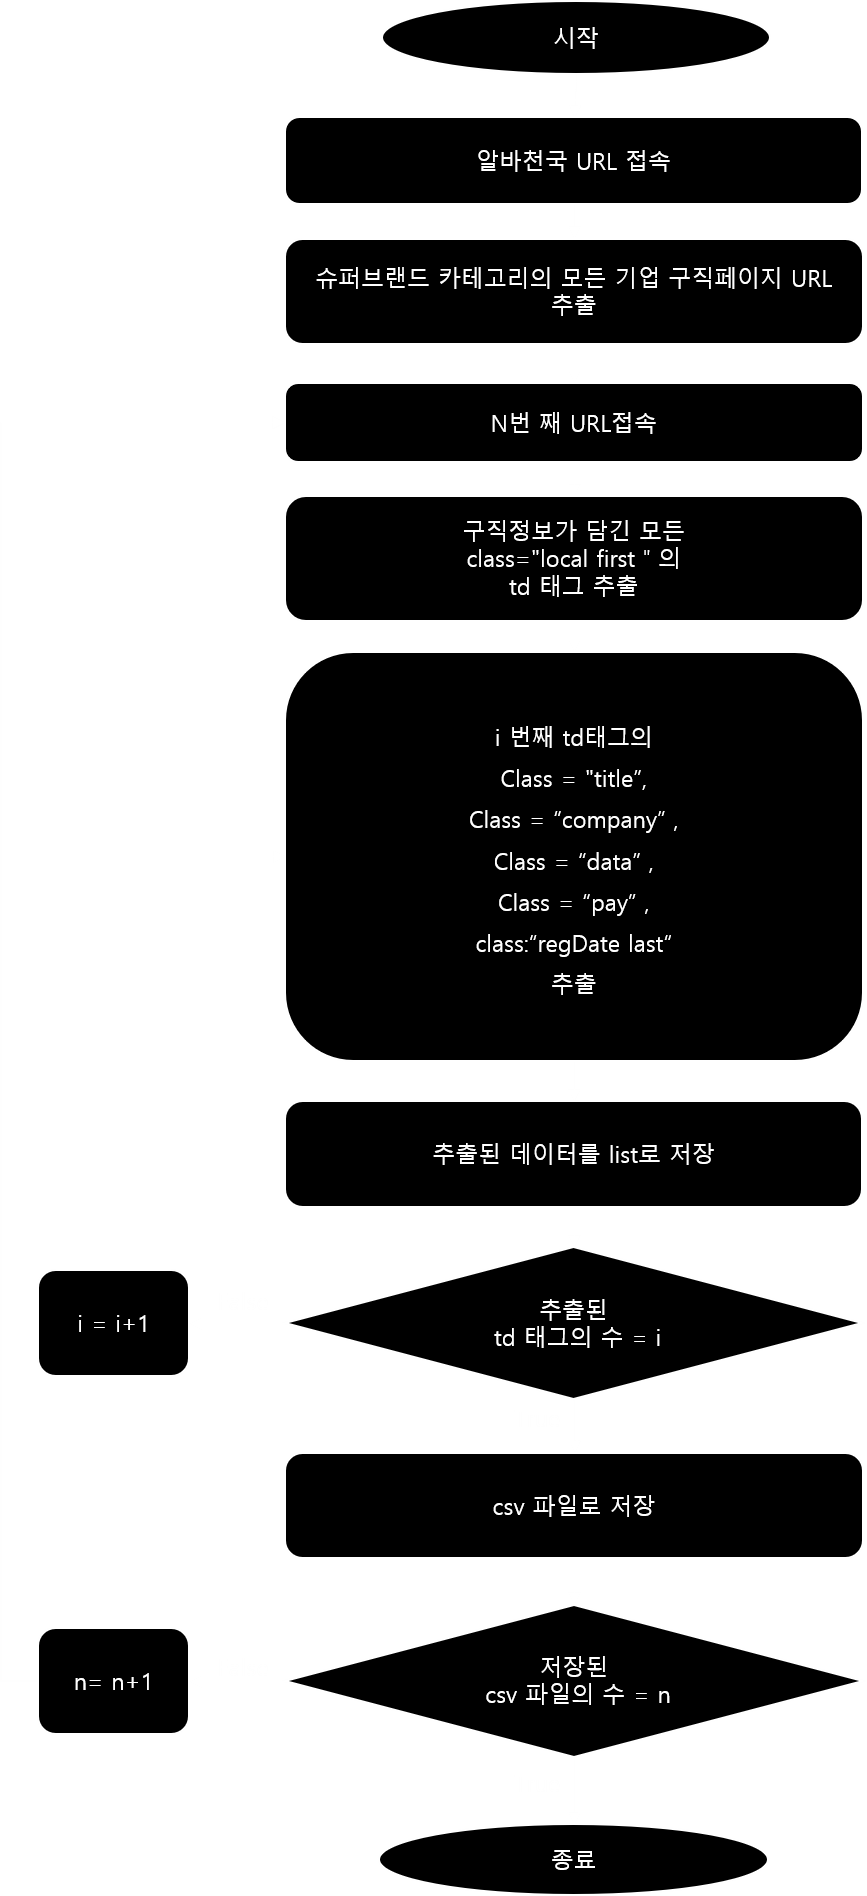 시작
알바천국 URL 접속
슈퍼브랜드 카테고리의 모든 기업 구직페이지 URL
추출
N번 째 URL접속
구직정보가 담긴 모든
class="local first " 의
td 태그 추출
i 번째 td태그의
Class = "title”,
Class = “company” ,
Class = “data” ,
Class = “pay” ,
class:“regDate last“
추출
추출된 데이터를 list로 저장
i = i+1
추출된
td 태그의 수 = i
csv 파일로 저장
n= n+1
저장된
csv 파일의 수 = n
종료